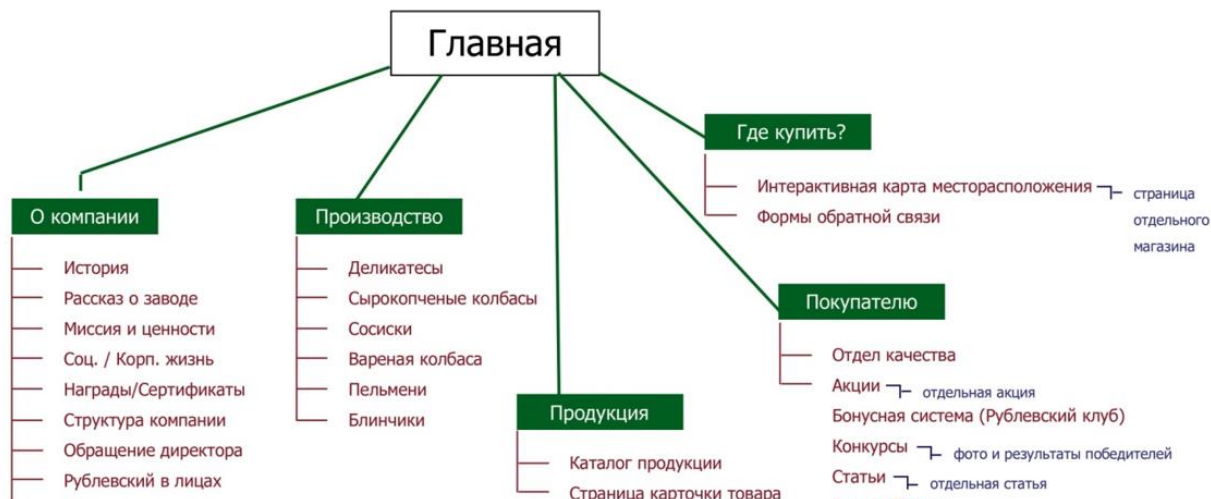 Главная
О компании
История
Рассказ о заводе
Миссия и ценности
Соц. / Корп. жизнь
Награды/Сертификаты
Структура компании
Обращение директора
Рублевский в лицах
Производство
Деликатесы
Сырокопченые колбасы
Сосиски
Вареная колбаса
Пельмени
Блинчики
Продукция
Каталог продукции
Страница карточки товара
Где купить?
Интерактивная карта месторасположения
страница
отдельного
магазина
Формы обратной связи
Покупателю
Отдел качества
Акции
отдельная акция
Бонусная система (Рублевский клуб)
Конкурсы
фото и результаты победителей
Статьи
отдельная статья